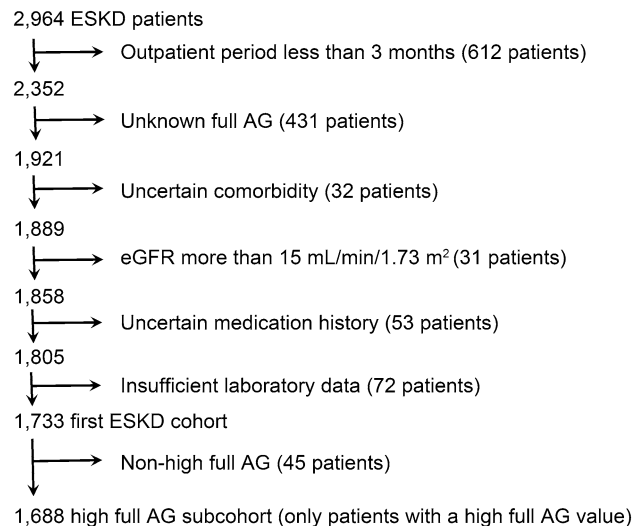 2,964 ESKD patients
Outpatient period less than 3 months (612 patients)
2,352
Unknown full AG (431 patients)
1,921
Uncertain comorbidity (32 patients)
1,889
eGFR more than 15 mL/min/1.73 m² (31 patients)
1,858
Uncertain medication history (53 patients)
1,805
Insufficient laboratory data (72 patients)
1,733 first ESKD cohort
Non-high full AG (45 patients)
1,688 high full AG subcohort (only patients with a high full AG value)